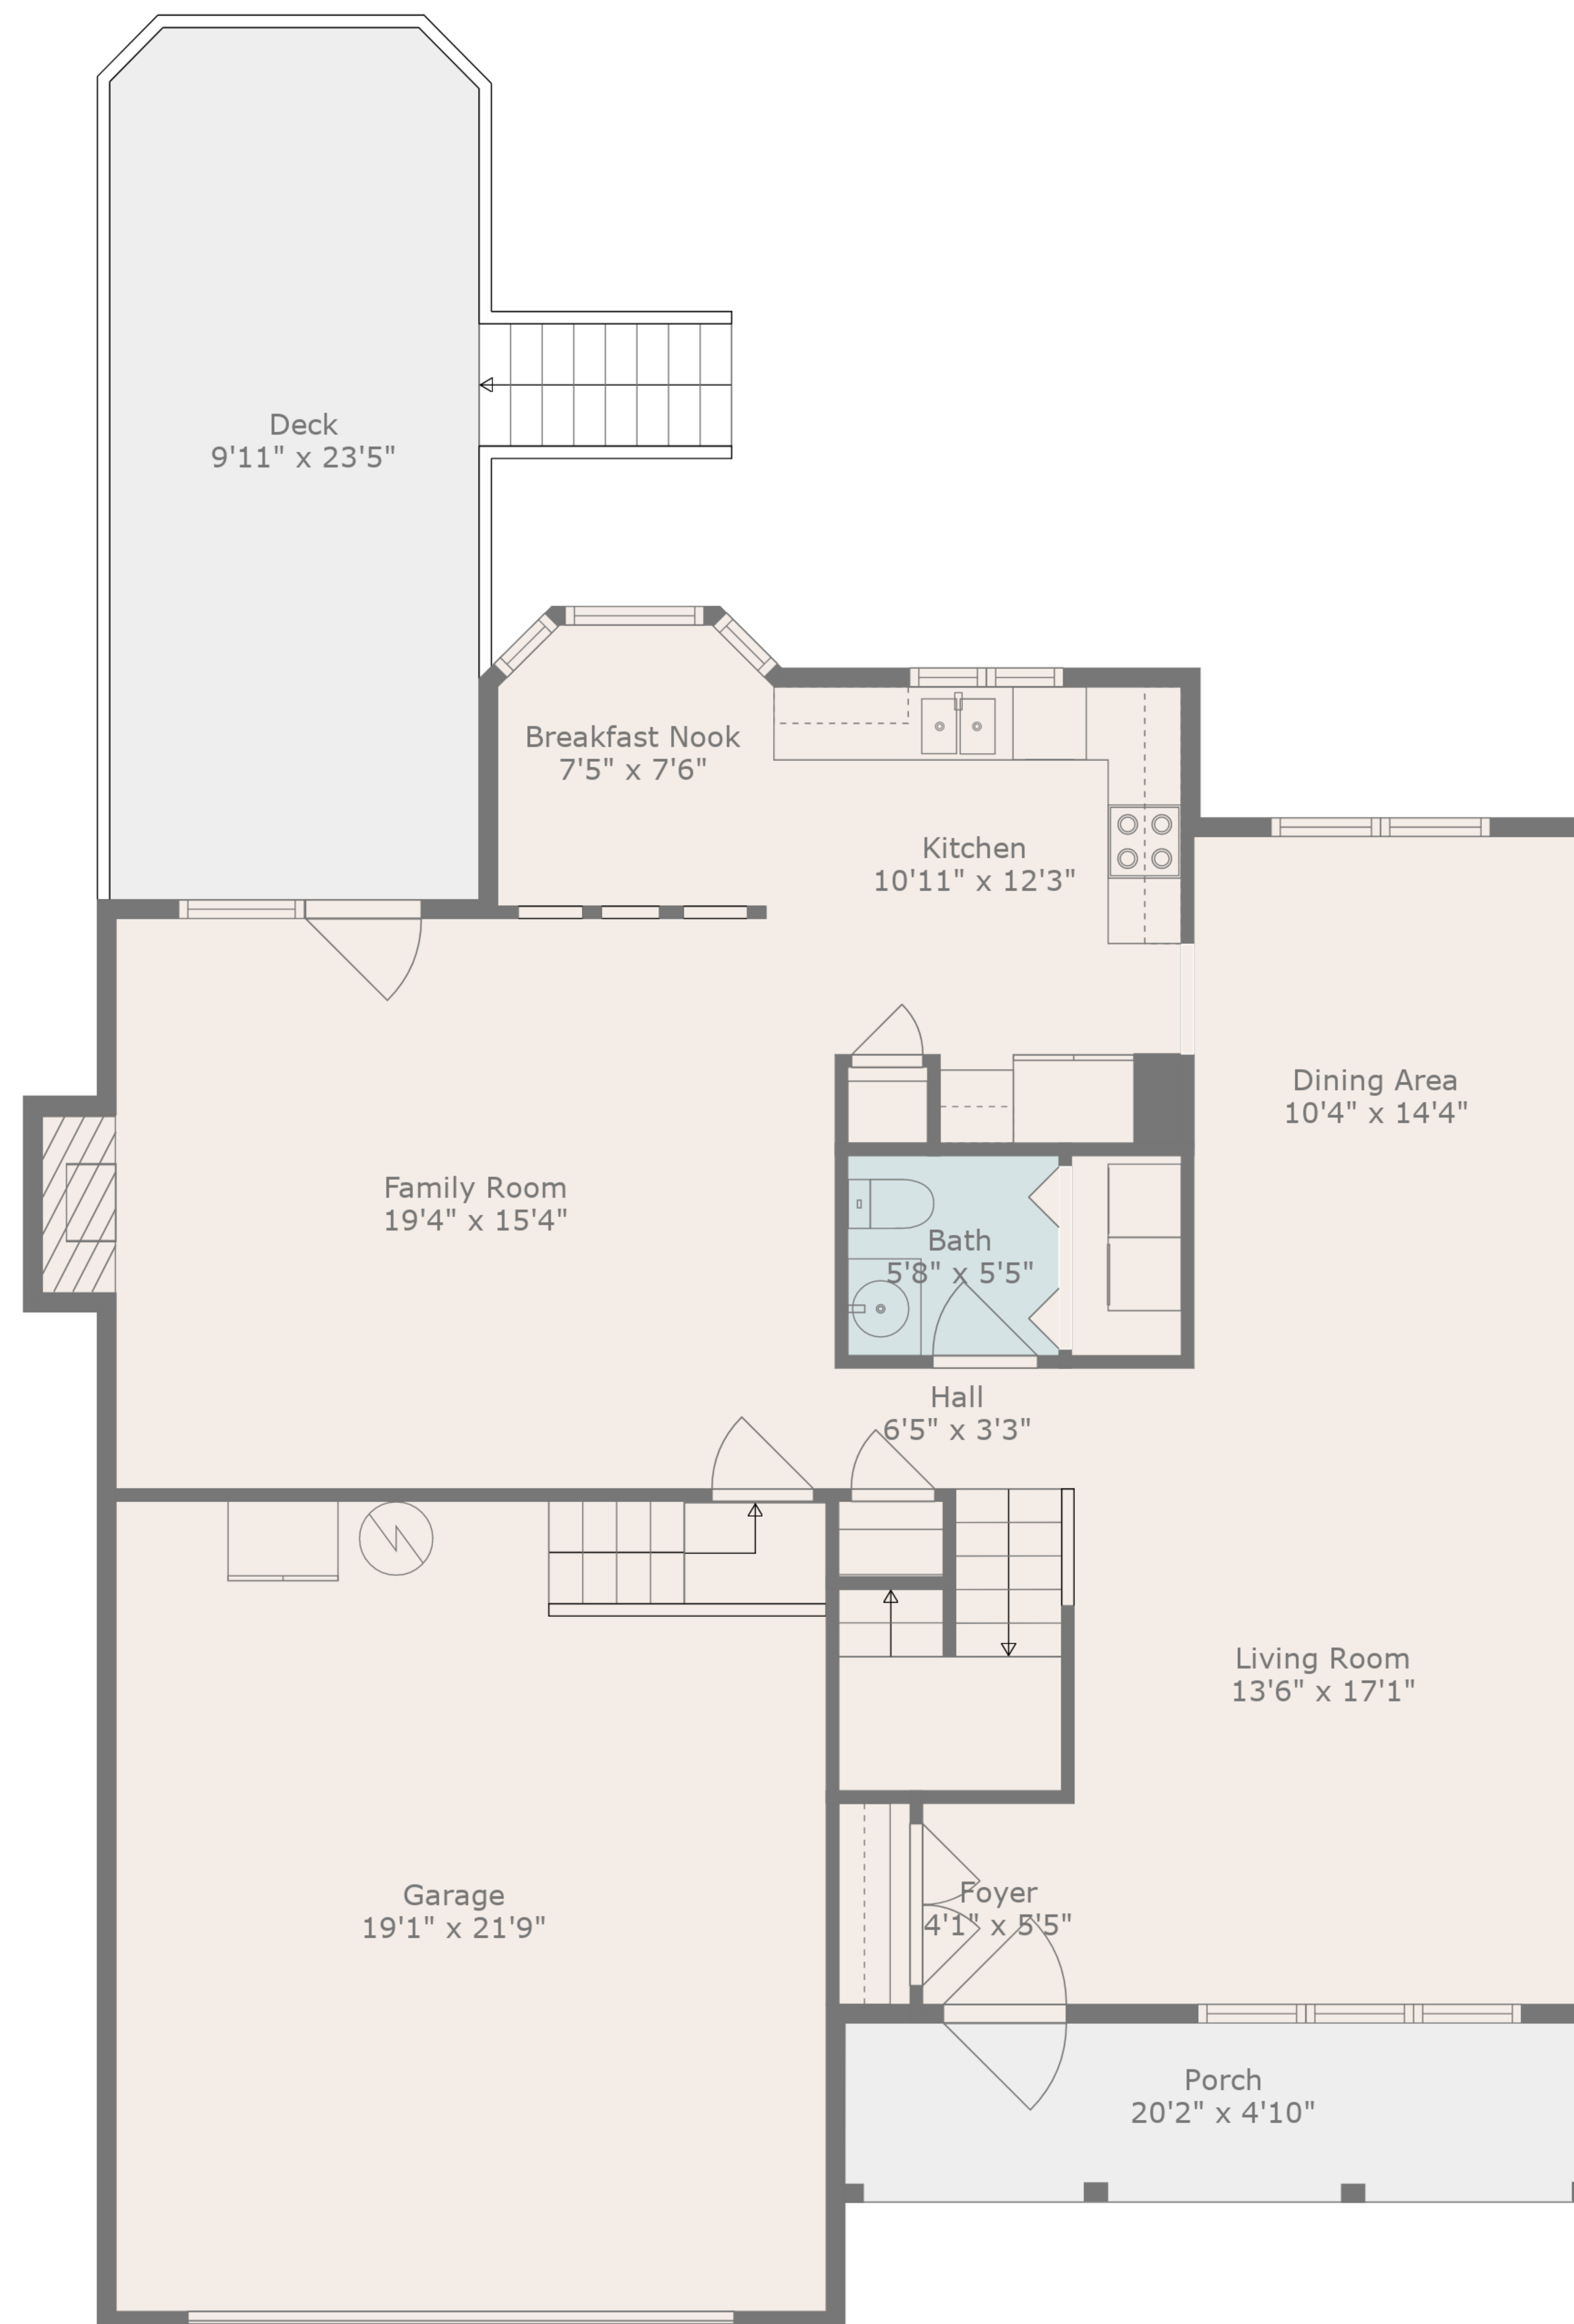 Deck
9'11" x 23'5"
Breakfast Nook
7'5" x 7'6"
Kitchen
10'11" x 12'3"
Dining Area
10'4" x 14'4"
Family Room
19'4" x 15'4"
Bath
5'8" x 5'5"
Hall
6'5" x 3'3"
Living Room
13'6" x 17'1"
Garage
19'1" x 21'9"
Foyer
4'1" x 5'5"
Porch
20'2" x 4'10"